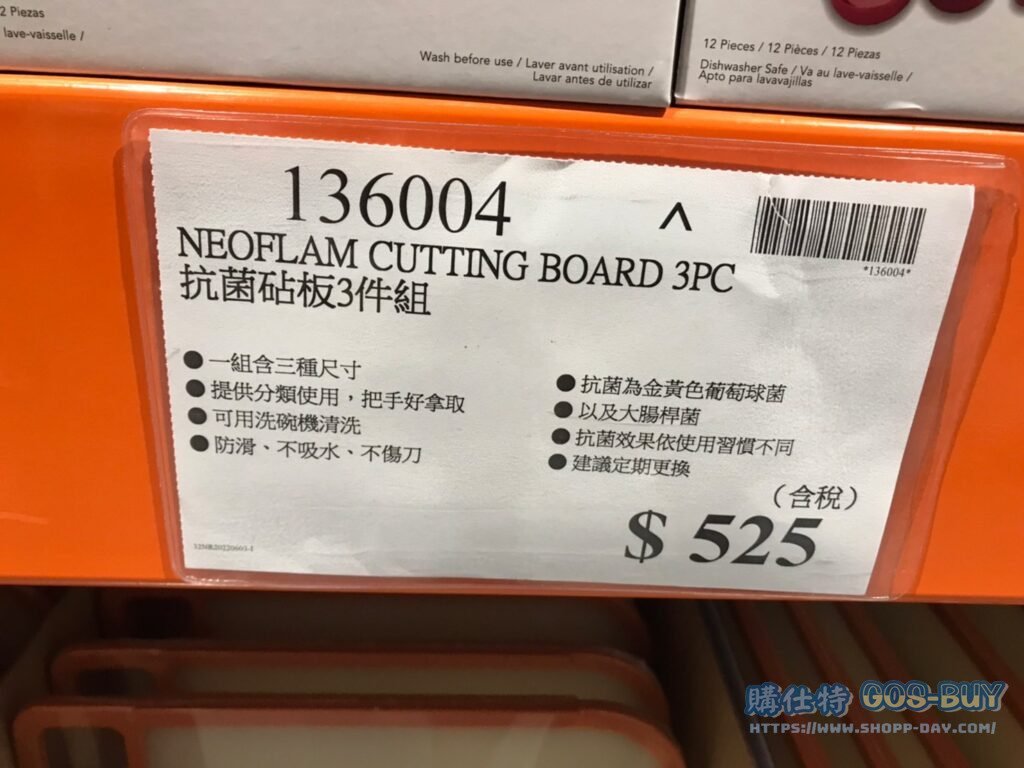 2 Piezas
lave-vaisselle /
Wash before use / Laver avant utilisation /
Lavar antes de utilizar
12 Pieces / 12 Pièces / 12 Piezas
Dishwasher Safe / Va au lave-vaisselle /
Apto para lavavajillas
136004
^
*136004*
NEOFLAM CUTTING BOARD 3PC
抗菌砧板3件組
●一組含三種尺寸
●提供分類使用，把手好拿取
●可用洗碗機清洗
●防滑、不吸水、不傷刀
●抗菌為金黃色葡萄球菌
●以及大腸桿菌
●抗菌效果依使用習慣不同
●建議定期更換
（含稅）
$ 525
購仕特 GOS-BUY
HTTPS://WWW.SHOPP-DAY.COM/